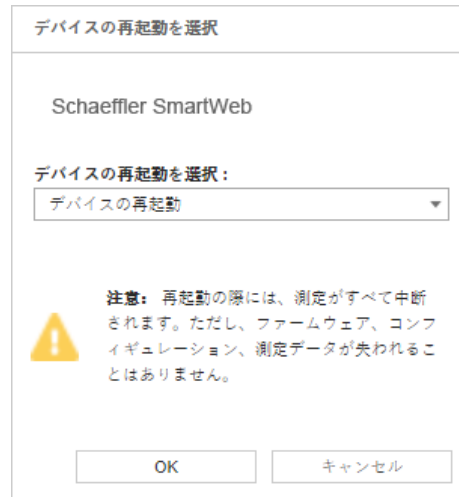 デバイスの再起動を選択
Schaeffler SmartWeb
デバイスの再起動を選択：
デバイスの再起動
注意： 再起動の際には、測定がすべて中断
されます。ただし、ファームウェア、コンフ
ィギュレーション、測定データが失われるこ
とはありません。
OK
キャンセル